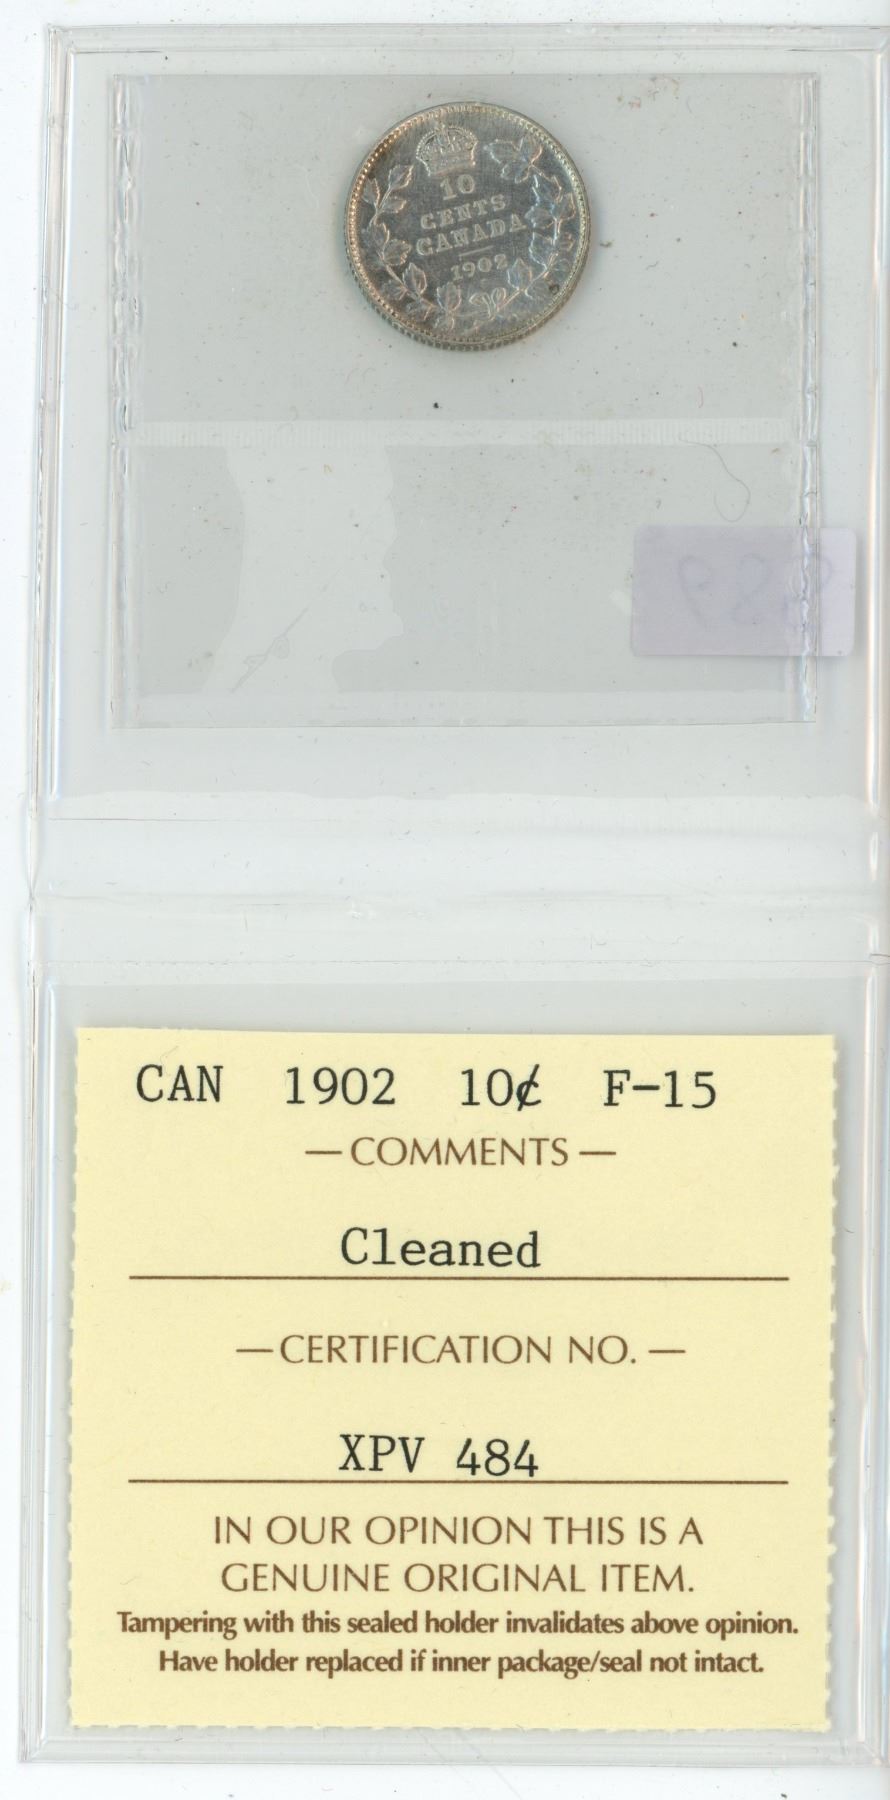 10
CENTS
CANADA
1902
889
CAN 1902 10¢ F-15
— COMMENTS —
Cleaned
— CERTIFICATION NO. —
XPV 484
IN OUR OPINION THIS IS A
GENUINE ORIGINAL ITEM.
Tampering with this sealed holder invalidates above opinion.
Have holder replaced if inner package/seal not intact.